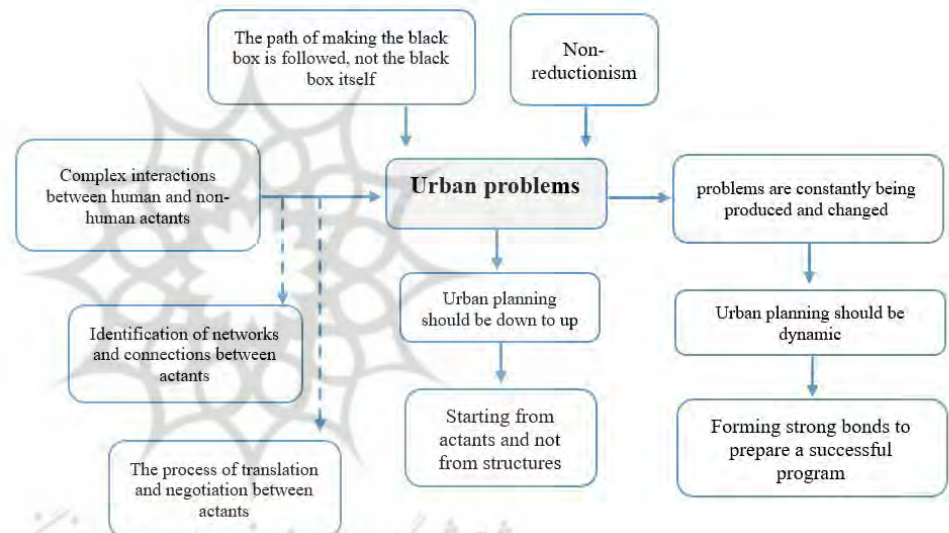 The path of making the black
box is followed, not the black
box itself
Non-
reductionism
Complex interactions
between human and non-
human actants
Urban problems
problems are constantly being
produced and changed
Identification of networks
and connections between
actants
Urban planning
should be down to up
Urban planning should be
dynamic
The process of translation
and negotiation between
actants
Starting from
actants and not
from structures
Forming strong bonds to
prepare a successful
program